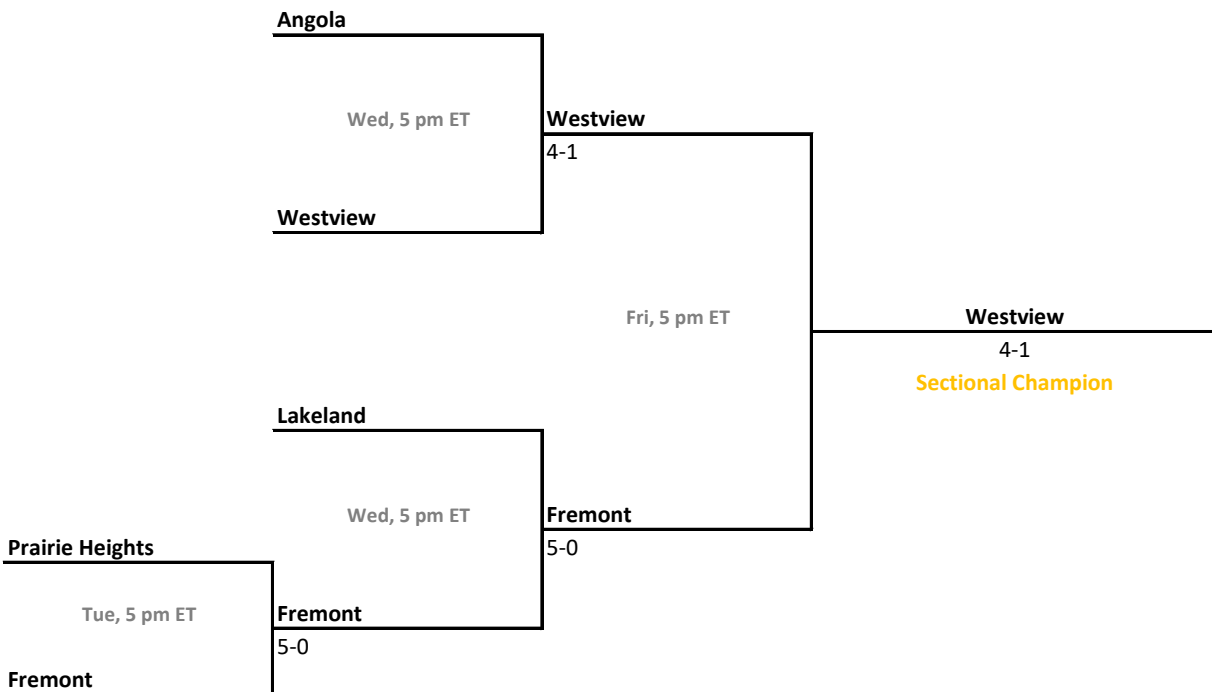 Angola
Wed, 5 pm ET
Westview
4-1
Westview
Fri, 5 pm ET
Westview
4-1
Sectional Champion
Lakeland
Wed, 5 pm ET
Fremont
5-0
Prairie Heights
Tue, 5 pm ET
Fremont
5-0
Fremont